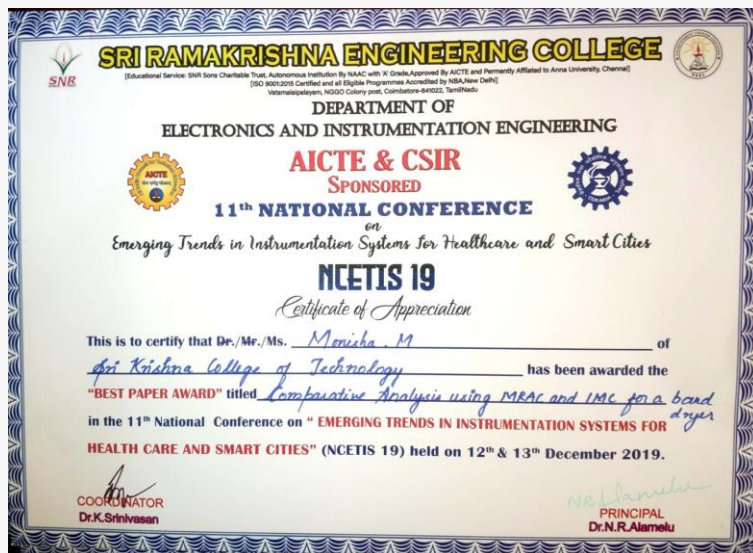 SNR
SRI RAMAKRISHNA ENGINEERING COLLEGE
[Educational Service: SNR Sons Charitable Trust, Autonomous Institution By NAAC with 'A' Grade,Approved By AICTE and Permently Affiliated to Anna University, Chennai]
[ISO 9001:2015 Certified and all Eligible Programmes Accredited by NBA,New Delhi]
Vatamalaipalayam, NGGO Colony post, Coimbatore-641022, TamilNadu
DEPARTMENT OF
ELECTRONICS AND INSTRUMENTATION ENGINEERING
AICTE
AICTE & CSIR
SPONSORED
11th NATIONAL CONFERENCE
on
Emerging Trends in Instrumentation Systems for Healthcare and Smart Cities
NCETIS 19
Certificate of Appreciation
This is to certify that Dr./Mr./Ms. Monisha. M of
Sri Krishna College of Technology has been awarded the
"BEST PAPER AWARD" titled Comparative Analysis using MRAC and IMC for a band
dryer
in the 11th National Conference on " EMERGING TRENDS IN INSTRUMENTATION SYSTEMS FOR
HEALTH CARE AND SMART CITIES" (NCETIS 19) held on 12th & 13th December 2019.
COORDINATOR
Dr.K.Srinivasan
NR Alamelu
PRINCIPAL
Dr.N.R.Alamelu